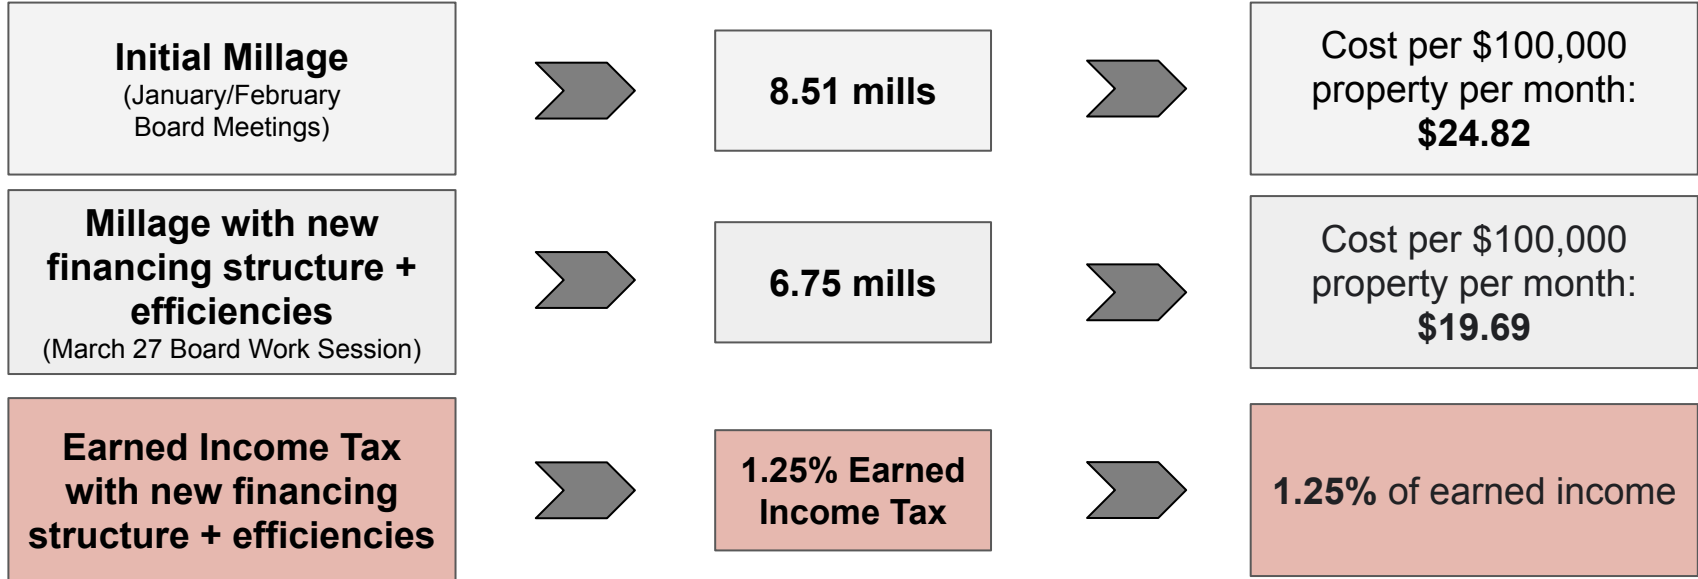 Initial Millage
(January/February
Board Meetings)
8.51 mills
Cost per $100,000
property per month:
$24.82
Millage with new
financing structure +
efficiencies
(March 27 Board Work Session)
6.75 mills
Cost per $100,000
property per month:
$19.69
Earned Income Tax
with new financing
structure + efficiencies
1.25% Earned
Income Tax
1.25% of earned income